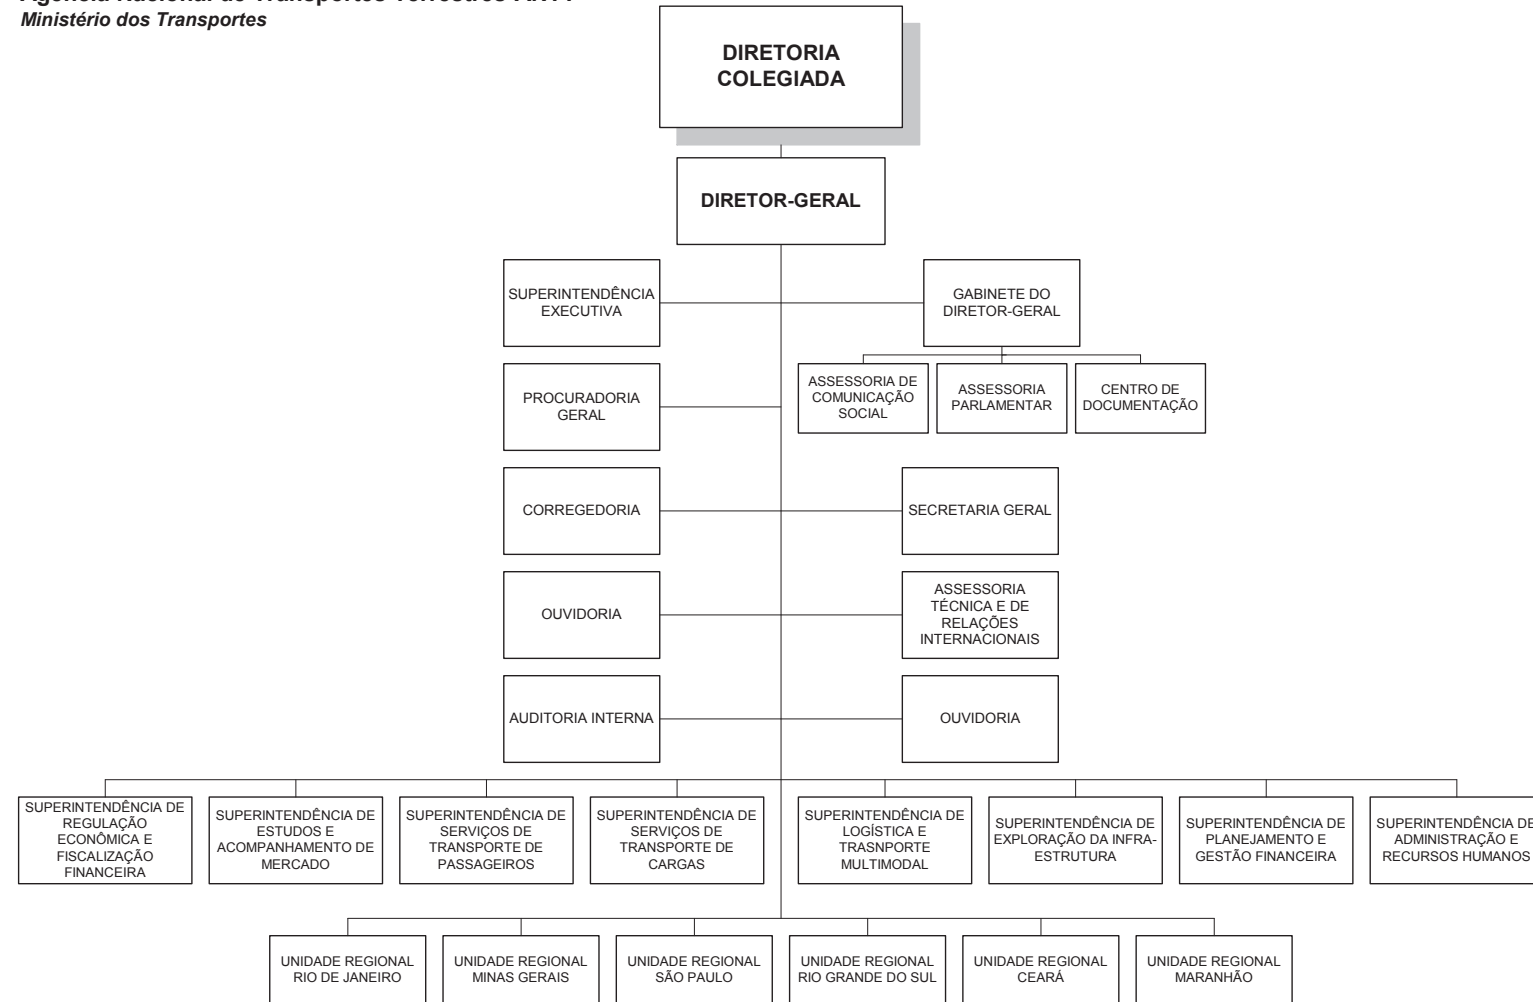 Ministério dos Transportes
DIRETORIA
COLEGIADA
DIRETOR-GERAL
SUPERINTENDÊNCIA
EXECUTIVA
GABINETE DO
DIRETOR-GERAL
ASSESSORIA DE
COMUNICAÇÃO
SOCIAL
ASSESSORIA
PARLAMENTAR
CENTRO DE
DOCUMENTAÇÃO
PROCURADORIA
GERAL
CORREGEDORIA
SECRETARIA GERAL
OUVIDORIA
ASSESSORIA
TÉCNICA E DE
RELAÇÕES
INTERNACIONAIS
AUDITORIA INTERNA
OUVIDORIA
SUPERINTENDÊNCIA DE
REGULAÇÃO
ECONÔMICA E
FISCALIZAÇÃO
FINANCEIRA
SUPERINTENDÊNCIA DE
ESTUDOS E
ACOMPANHAMENTO DE
MERCADO
SUPERINTENDÊNCIA DE
SERVIÇOS DE
TRANSPORTE DE
PASSAGEIROS
SUPERINTENDÊNCIA DE
SERVIÇOS DE
TRANSPORTE DE
CARGAS
SUPERINTENDÊNCIA DE
LOGÍSTICA E
TRASNPORTE
MULTIMODAL
SUPERINTENDÊNCIA DE
EXPLORAÇÃO DA INFRA-
ESTRUTURA
SUPERINTENDÊNCIA DE
PLANEJAMENTO E
GESTÃO FINANCEIRA
SUPERINTENDÊNCIA DE
ADMINISTRAÇÃO E
RECURSOS HUMANOS
UNIDADE REGIONAL
RIO DE JANEIRO
UNIDADE REGIONAL
MINAS GERAIS
UNIDADE REGIONAL
SÃO PAULO
UNIDADE REGIONAL
RIO GRANDE DO SUL
UNIDADE REGIONAL
CEARÁ
UNIDADE REGIONAL
MARANHÃO